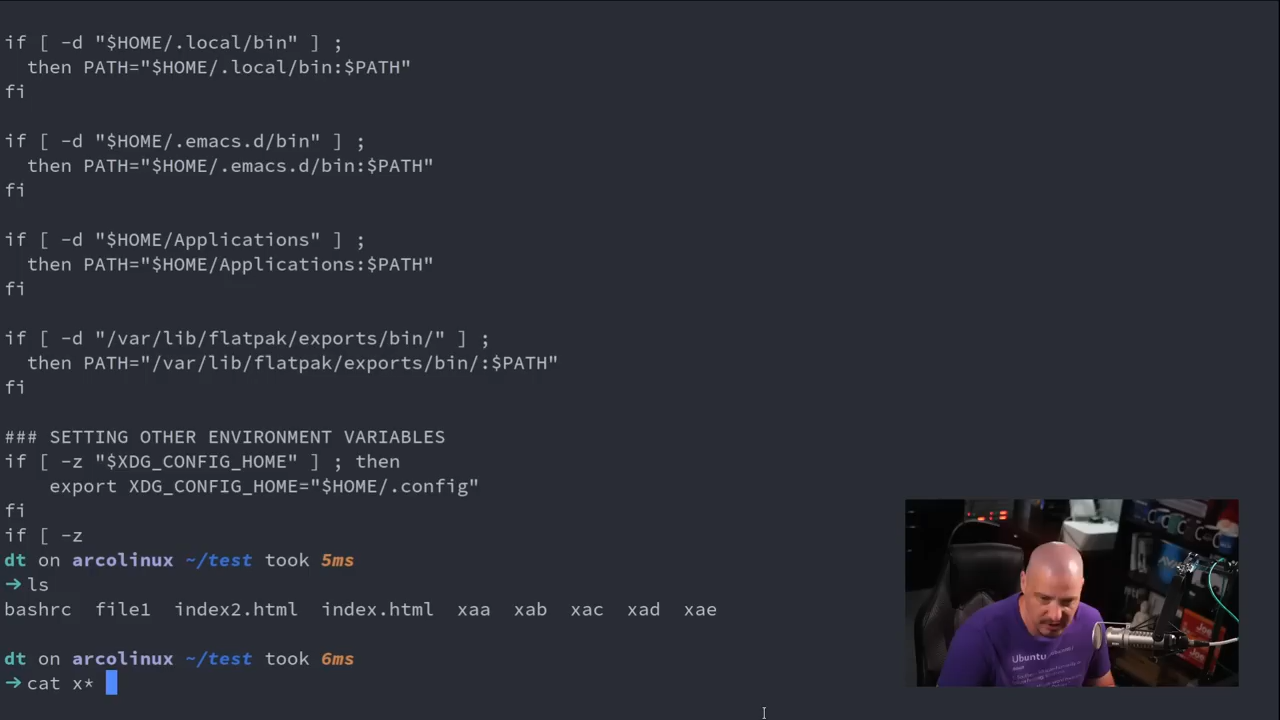 if [ -d "$HOME/.local/bin" ] ;
  then PATH="$HOME/.local/bin:$PATH"
fi
if [ -d "$HOME/.emacs.d/bin" ] ;
  then PATH="$HOME/.emacs.d/bin:$PATH"
fi
if [ -d "$HOME/Applications" ] ;
  then PATH="$HOME/Applications:$PATH"
fi
if [ -d "/var/lib/flatpak/exports/bin/" ] ;
  then PATH="/var/lib/flatpak/exports/bin/:$PATH"
fi
### SETTING OTHER ENVIRONMENT VARIABLES
if [ -z "$XDG_CONFIG_HOME" ] ; then
    export XDG_CONFIG_HOME="$HOME/.config"
fi
if [ -z
dt on arcolinux ~/test took 5ms
→ ls
bashrc  file1  index2.html  index.html  xaa  xab  xac  xad  xae
dt on arcolinux ~/test took 6ms
→ cat x*
Ubuntu